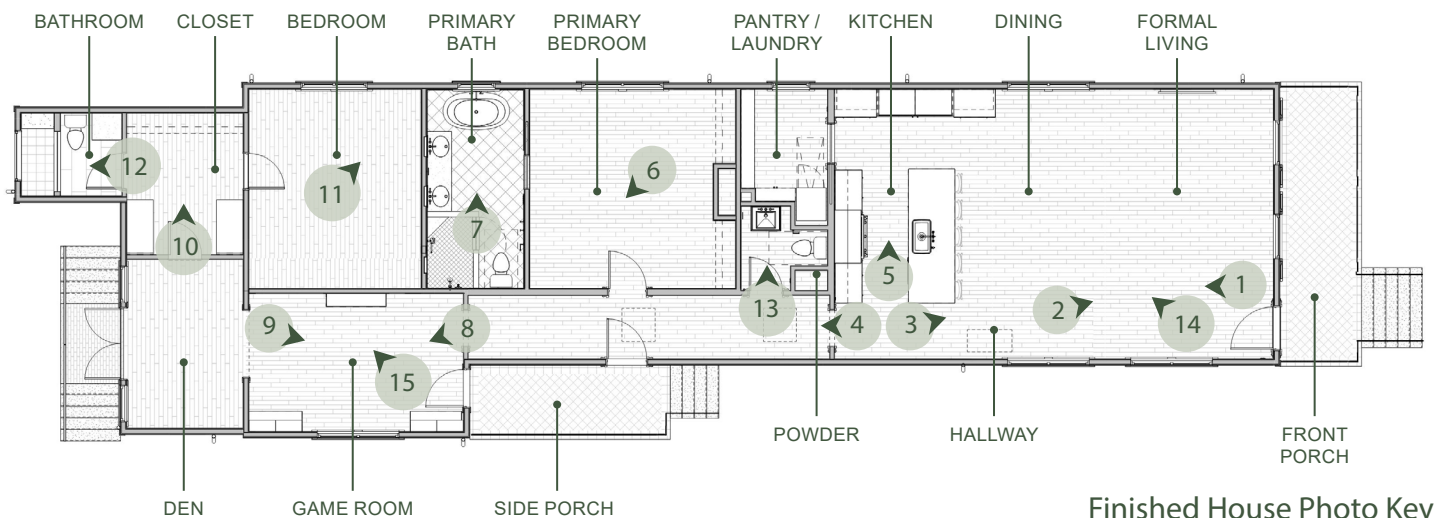 BATHROOM
CLOSET
BEDROOM
PRIMARY
BATH
PRIMARY
BEDROOM
PANTRY /
LAUNDRY
KITCHEN
DINING
FORMAL
LIVING
12
11
6
10
7
5
1
9
8
13
4
3
2
14
15
POWDER
HALLWAY
FRONT
PORCH
DEN
GAME ROOM
SIDE PORCH
Finished House Photo Key